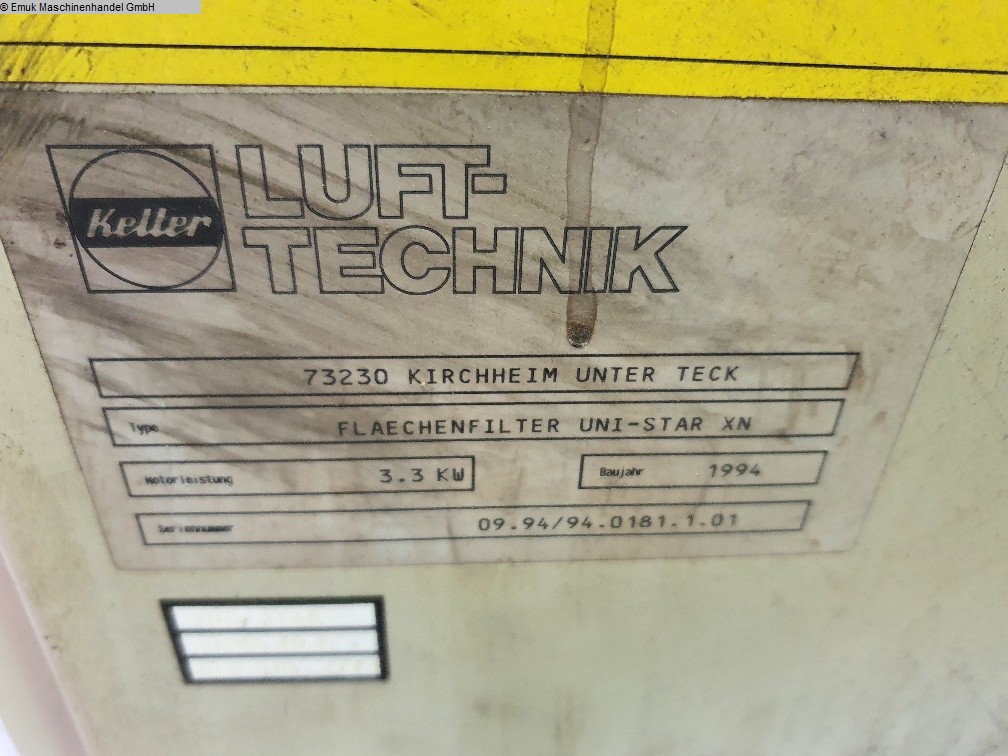 © Emuk Maschinenhandel GmbH
Keller
LUFT-
TECHNIK
73230 KIRCHHEIM UNTER TECK
Type FLAECHENFILTER UNI-STAR XN
Motorleistung 3.3 KW Baujahr 1994
Seriennummer 09.94/94.0181.1.01